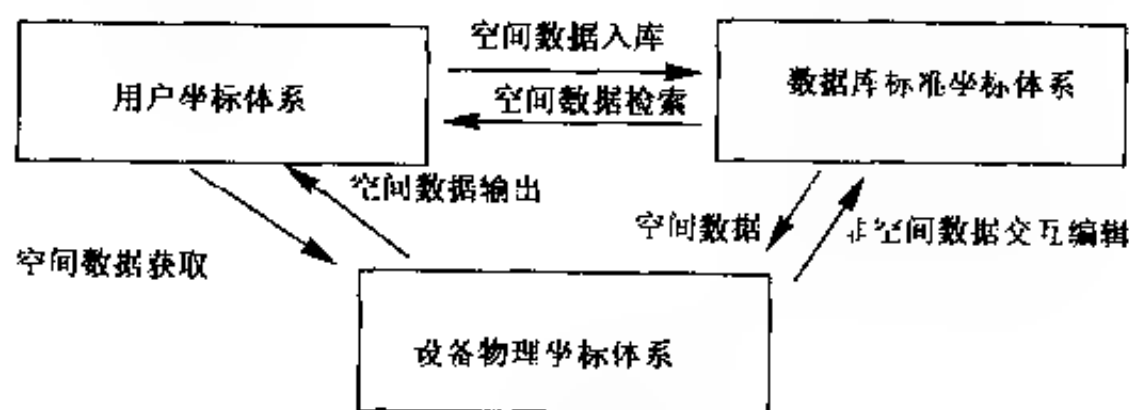 空间数据入库
用户坐标体系
数据库标准坐标体系
空间数据检索
空间数据输出
空间数据
非空间数据交互编辑
空间数据获取
设备物理坐标体系